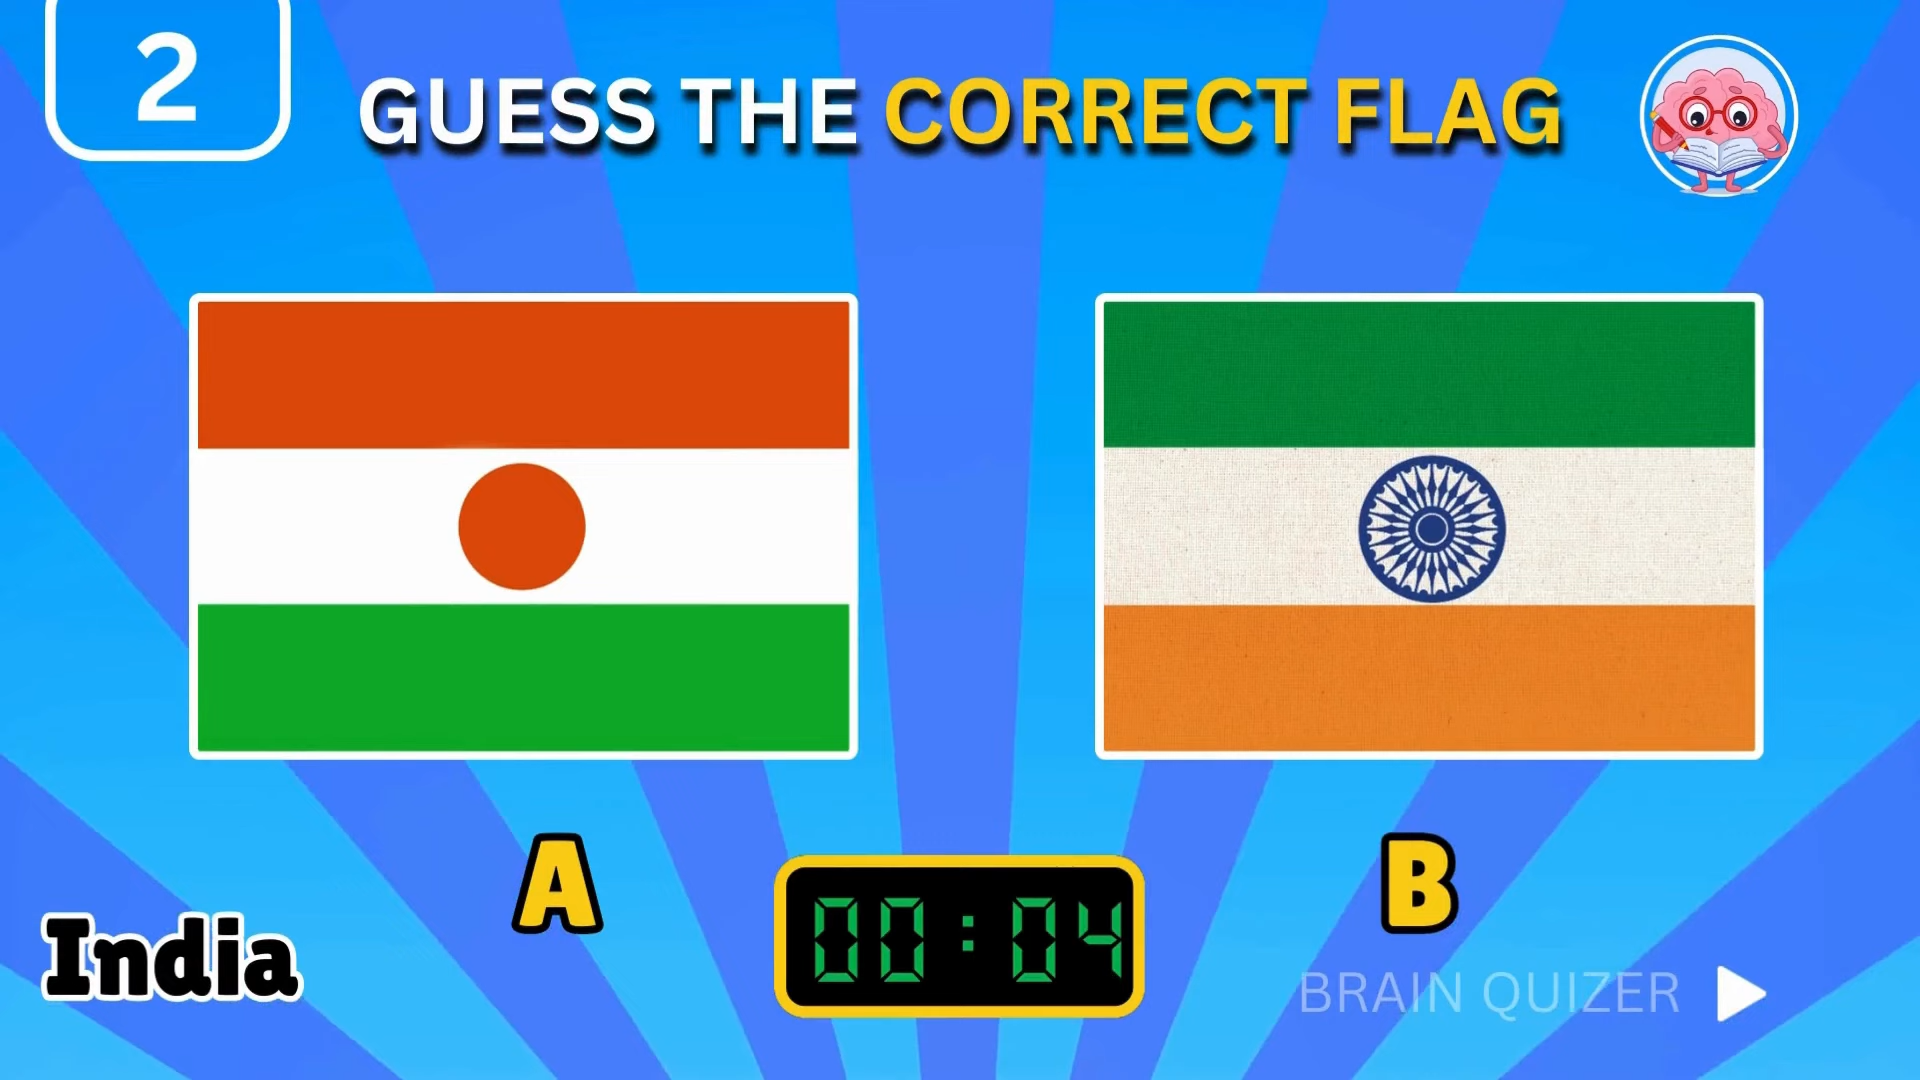 2
GUESS THE CORRECT FLAG
A
B
India
00:04
BRAIN QUIZER